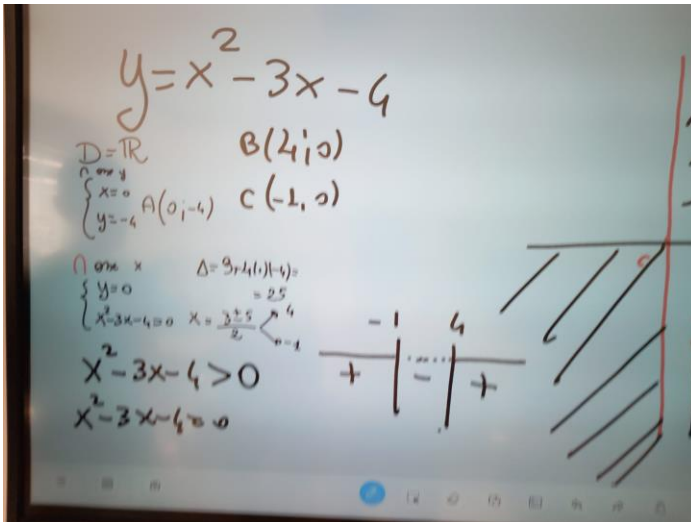 y = x² - 3x - 4
D = ℝ
B(4; 0)
∩ asse y
{ x = 0
{ y = -4
A(0; -4)
C(-1, 0)
∩ asse x
{ y = 0
{ x² - 3x - 4 = 0
Δ = 9 + 4(1)(-4) =
= 25
x = 3 ± 5 / 2
4
-1
x² - 3x - 4 > 0
x² - 3x - 4 = 0
-1 4
+ - +
C